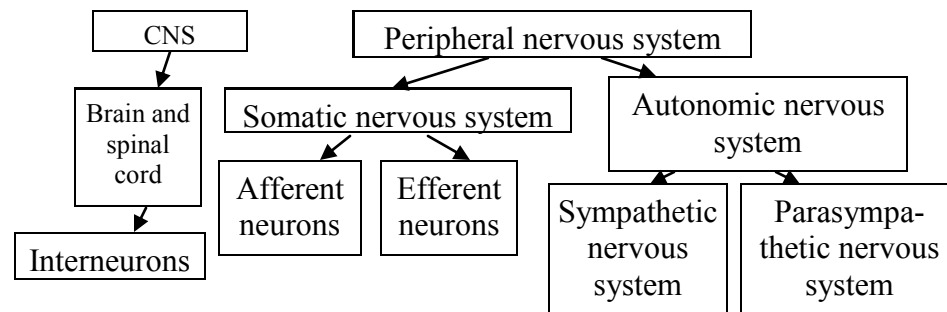 CNS
Peripheral nervous system
Brain and
spinal
cord
Somatic nervous system
Autonomic nervous
system
Afferent
neurons
Efferent
neurons
Interneurons
Sympathetic
nervous
system
Parasympa-
thetic nervous
system